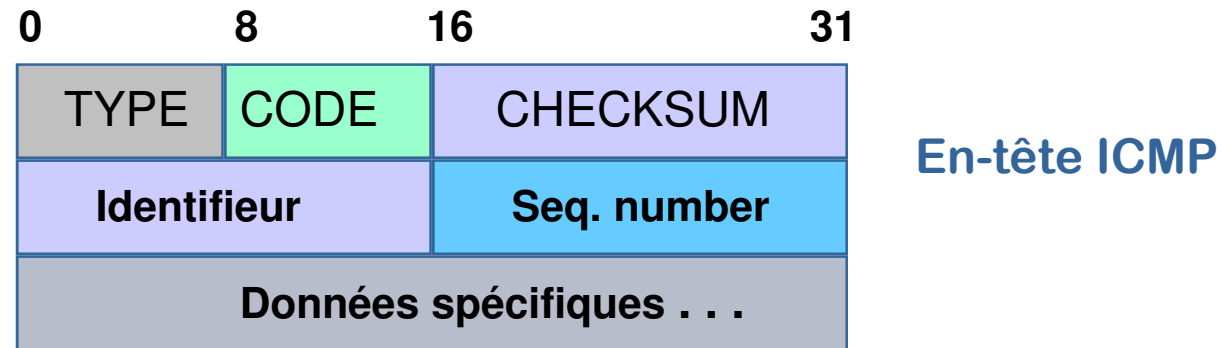 0 8 16 31
TYPE CODE CHECKSUM
En-tête ICMP
Identifieur Seq. number
Données spécifiques . . .